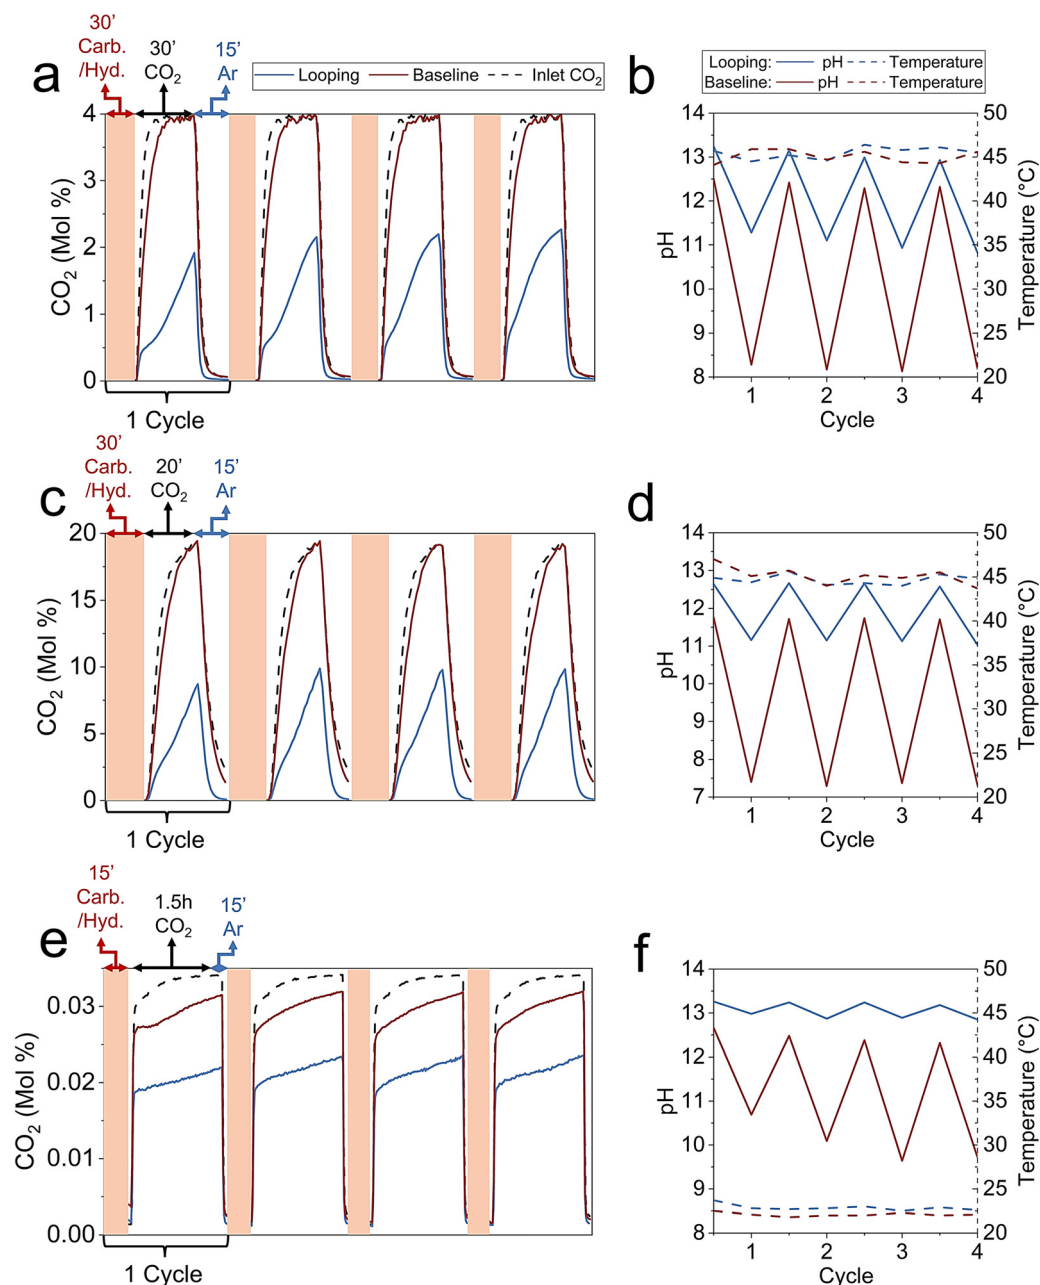 30’
Carb.
/Hyd.
30’
CO2
15’
Ar
a
Looping
Baseline
Inlet CO2
CO2 (Mol %)
4
3
2
1
0
1 Cycle
b
Looping: pH Temperature
Baseline: pH Temperature
pH
14
13
12
11
10
9
8
Temperature (°C)
50
45
40
35
30
25
20
1 2 3 4
Cycle
30’
Carb.
/Hyd.
20’
CO2
15’
Ar
c
CO2 (Mol %)
20
15
10
5
0
1 Cycle
d
pH
14
13
12
11
10
9
8
7
Temperature (°C)
50
45
40
35
30
25
20
1 2 3 4
Cycle
15’
Carb.
/Hyd.
1.5h
CO2
15’
Ar
e
CO2 (Mol %)
0.03
0.02
0.01
0.00
1 Cycle
f
pH
14
13
12
11
10
9
8
Temperature (°C)
50
45
40
35
30
25
20
1 2 3 4
Cycle